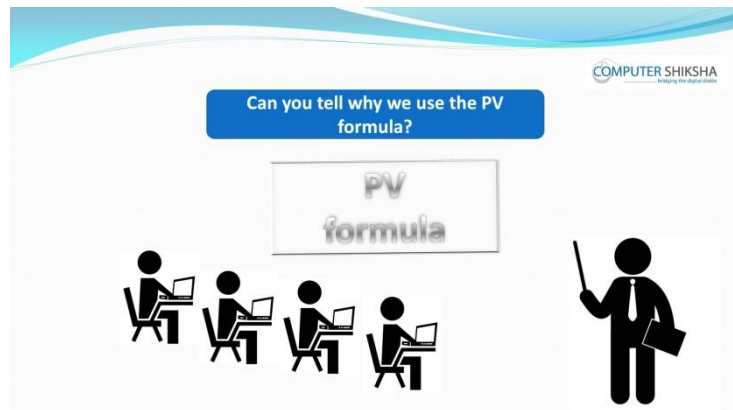 COMPUTER SHIKSHA
bridging the digital divide
Can you tell why we use the PV
formula?
PV
formula